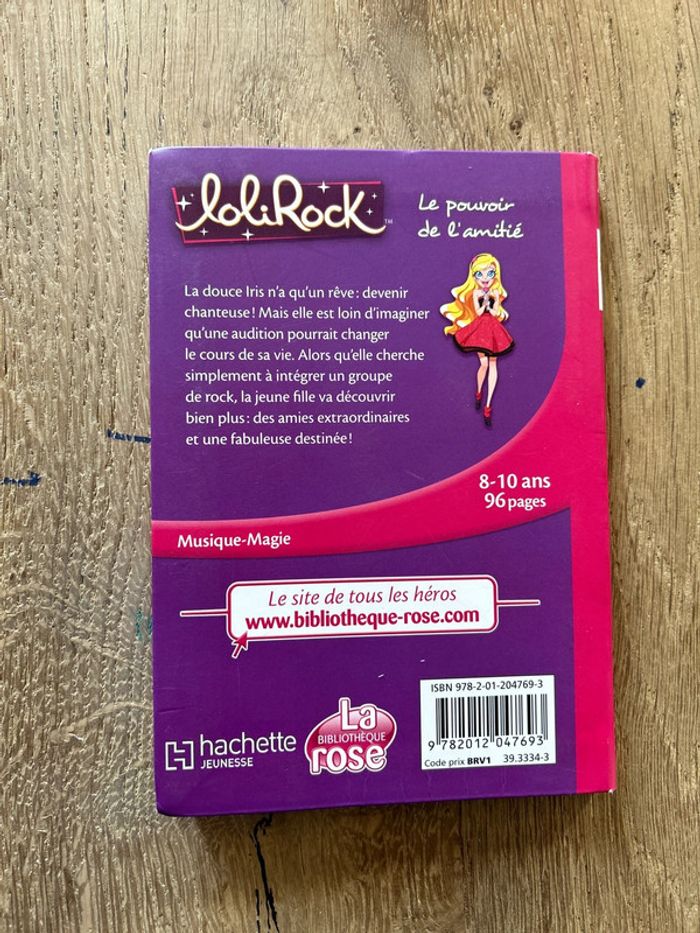 LoliRock™
Le pouvoir
de l'amitié
La douce Iris n'a qu'un rêve : devenir
chanteuse ! Mais elle est loin d'imaginer
qu'une audition pourrait changer
le cours de sa vie. Alors qu'elle cherche
simplement à intégrer un groupe
de rock, la jeune fille va découvrir
bien plus : des amies extraordinaires
et une fabuleuse destinée !
8-10 ans
96 pages
Musique-Magie
Le site de tous les héros
www.bibliotheque-rose.com
ISBN 978-2-01-204769-3
9 782012 047693
Code prix BRV1 39.3334-3
hachette
JEUNESSE
La
BIBLIOTHÈQUE
rose